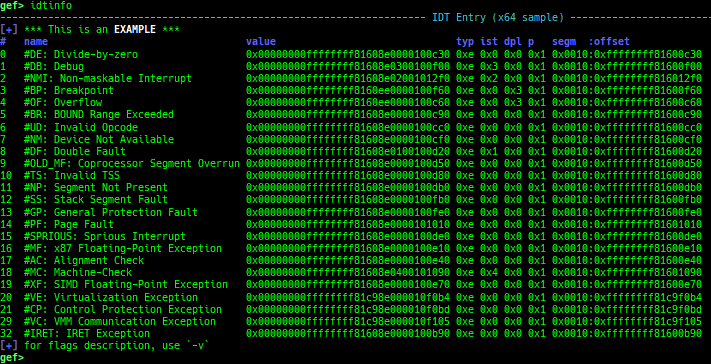 gef> idtinfo
IDT Entry (x64 sample)
[+] *** This is an EXAMPLE ***
#   name                             value                              typ ist dpl p   segm  :offset
0   #DE: Divide-by-zero              0x00000000ffffffff81608e0000100c30 0xe 0x0 0x0 0x1 0x0010:0xffffffff81600c30
1   #DB: Debug                       0x00000000ffffffff81608e0300100f00 0xe 0x3 0x0 0x1 0x0010:0xffffffff81600f00
2   #NMI: Non-maskable Interrupt     0x00000000ffffffff81608e02001012f0 0xe 0x2 0x0 0x1 0x0010:0xffffffff816012f0
3   #BP: Breakpoint                  0x00000000ffffffff8160ee0000100f60 0xe 0x0 0x3 0x1 0x0010:0xffffffff81600f60
4   #OF: Overflow                    0x00000000ffffffff8160ee0000100c60 0xe 0x0 0x3 0x1 0x0010:0xffffffff81600c60
5   #BR: BOUND Range Exceeded        0x00000000ffffffff81608e0000100c90 0xe 0x0 0x0 0x1 0x0010:0xffffffff81600c90
6   #UD: Invalid Opcode              0x00000000ffffffff81608e0000100cc0 0xe 0x0 0x0 0x1 0x0010:0xffffffff81600cc0
7   #NM: Device Not Available        0x00000000ffffffff81608e0000100cf0 0xe 0x0 0x0 0x1 0x0010:0xffffffff81600cf0
8   #DF: Double Fault                0x00000000ffffffff81608e0100100d20 0xe 0x1 0x0 0x1 0x0010:0xffffffff81600d20
9   #OLD_MF: Coprocessor Segment Overrun 0x00000000ffffffff81608e0000100d50 0xe 0x0 0x0 0x1 0x0010:0xffffffff81600d50
10  #TS: Invalid TSS                 0x00000000ffffffff81608e0000100d80 0xe 0x0 0x0 0x1 0x0010:0xffffffff81600d80
11  #NP: Segment Not Present         0x00000000ffffffff81608e0000100db0 0xe 0x0 0x0 0x1 0x0010:0xffffffff81600db0
12  #SS: Stack Segment Fault         0x00000000ffffffff81608e0000100fb0 0xe 0x0 0x0 0x1 0x0010:0xffffffff81600fb0
13  #GP: General Protection Fault    0x00000000ffffffff81608e0000100fe0 0xe 0x0 0x0 0x1 0x0010:0xffffffff81600fe0
14  #PF: Page Fault                  0x00000000ffffffff81608e0000101010 0xe 0x0 0x0 0x1 0x0010:0xffffffff81601010
15  #SPRIOUS: Sprious Interrupt      0x00000000ffffffff81608e0000100de0 0xe 0x0 0x0 0x1 0x0010:0xffffffff81600de0
16  #MF: x87 Floating-Point Exception 0x00000000ffffffff81608e0000100e10 0xe 0x0 0x0 0x1 0x0010:0xffffffff81600e10
17  #AC: Alignment Check             0x00000000ffffffff81608e0000100e40 0xe 0x0 0x0 0x1 0x0010:0xffffffff81600e40
18  #MC: Machine-Check               0x00000000ffffffff81608e0400101090 0xe 0x4 0x0 0x1 0x0010:0xffffffff81601090
19  #XF: SIMD Floating-Point Exception 0x00000000ffffffff81608e0000100e70 0xe 0x0 0x0 0x1 0x0010:0xffffffff81600e70
20  #VE: Virtualization Exception    0x00000000ffffffff81c98e000010f0b4 0xe 0x0 0x0 0x1 0x0010:0xffffffff81c9f0b4
21  #CP: Control Protection Exception 0x00000000ffffffff81c98e000010f0bd 0xe 0x0 0x0 0x1 0x0010:0xffffffff81c9f0bd
29  #VC: VMM Communication Exception 0x00000000ffffffff81c98e000010f105 0xe 0x0 0x0 0x1 0x0010:0xffffffff81c9f105
32  #IRET: IRET Exception            0x00000000ffffffff81608e0000100b90 0xe 0x0 0x0 0x1 0x0010:0xffffffff81600b90
[+] for flags description, use `-v`
gef>